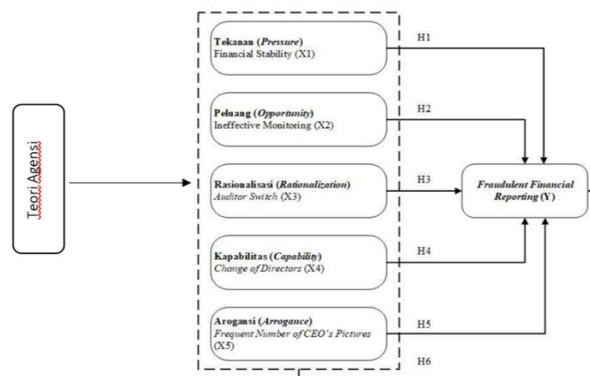 Teori Agensi
Tekanan (Pressure)
Financial Stability (X1)
H1
Peluang (Opportunity)
Ineffective Monitoring (X2)
H2
Rasionalisasi (Rationalization)
Auditor Switch (X3)
H3
Fraudulent Financial
Reporting (Y)
Kapabilitas (Capability)
Change of Directors (X4)
H4
Arogansi (Arrogance)
Frequent Number of CEO's Pictures
(X5)
H5
H6